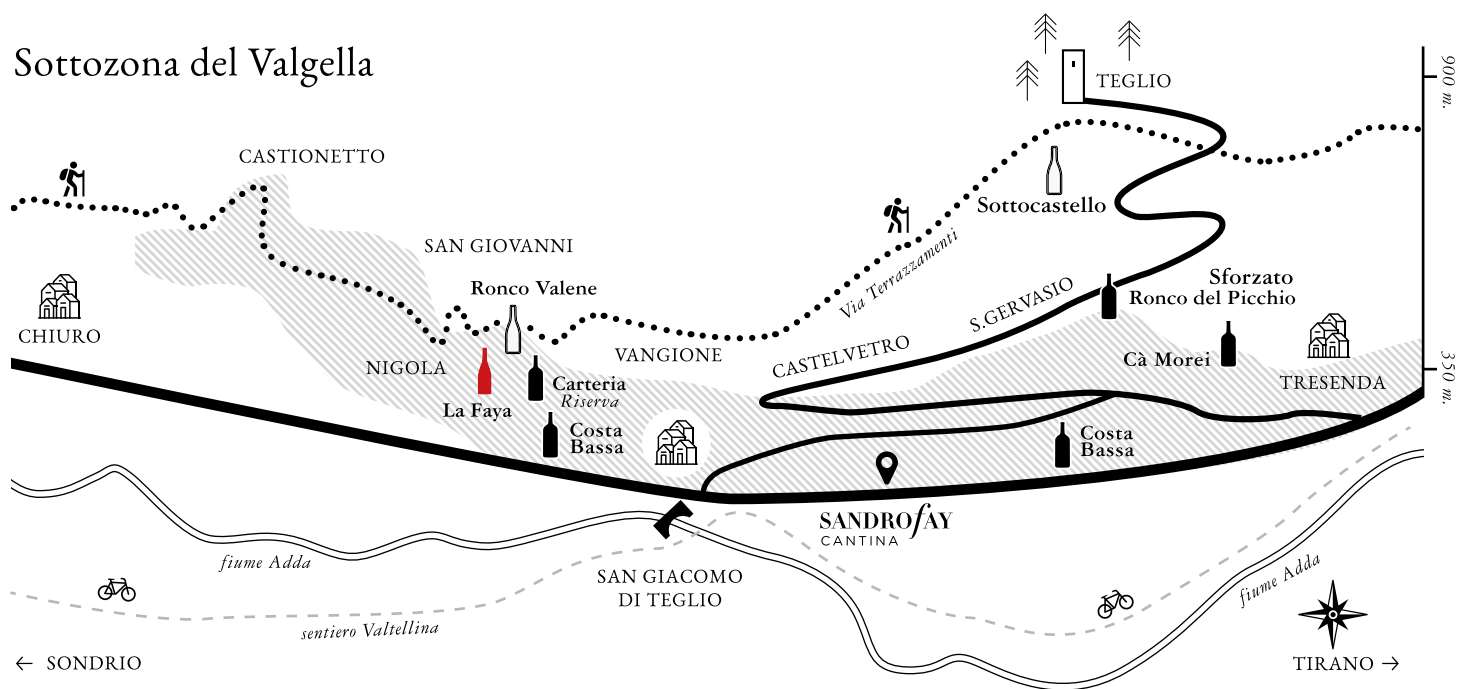 Sottozona del Valgella
TEGLIO
900 m.
CASTIONETTO
Sottocastello
SAN GIOVANNI
Via Terrazzamenti
Ronco Valene
S.GERVASIO
Sforzato
Ronco del Picchio
CHIURO
NIGOLA
VANGIONE
CASTELVETRO
Cà Morei
TRESENDA
350 m.
La Faya
Carteria
Riserva
Costa
Bassa
Costa
Bassa
SANDROfAY
CANTINA
fiume Adda
SAN GIACOMO
DI TEGLIO
fiume Adda
sentiero Valtellina
← SONDRIO
TIRANO →